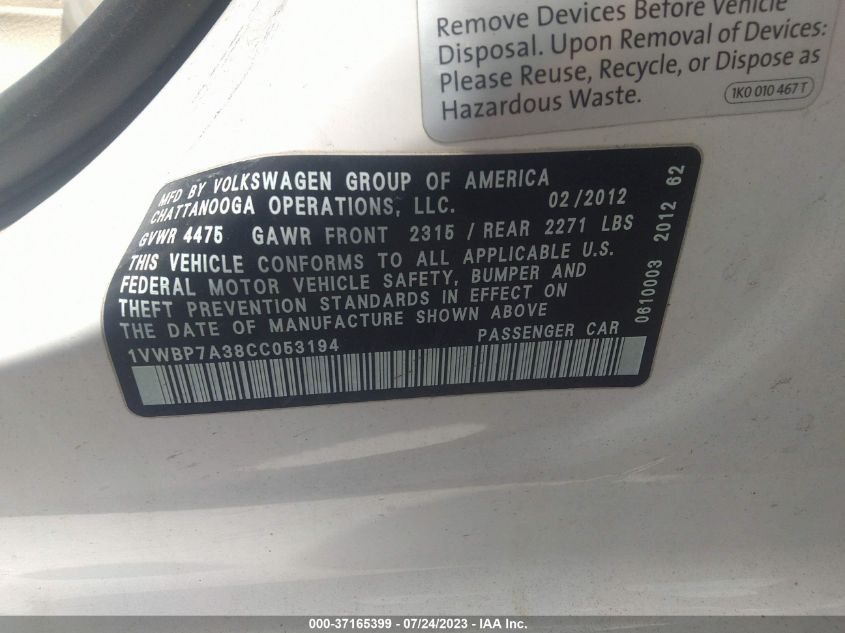 Remove Devices Before Vehicle
Disposal. Upon Removal of Devices:
Please Reuse, Recycle, or Dispose as
Hazardous Waste.
1K0 010 467 T
MFD BY VOLKSWAGEN GROUP OF AMERICA
CHATTANOOGA OPERATIONS, LLC. 02/2012
GVWR 4475 GAWR FRONT 2315 / REAR 2271 LBS
THIS VEHICLE CONFORMS TO ALL APPLICABLE U.S.
FEDERAL MOTOR VEHICLE SAFETY, BUMPER AND
THEFT PREVENTION STANDARDS IN EFFECT ON
THE DATE OF MANUFACTURE SHOWN ABOVE
1VWBP7A38CC053194 PASSENGER CAR
0610003 2012 62
000-37165399 - 07/24/2023 - IAA Inc.